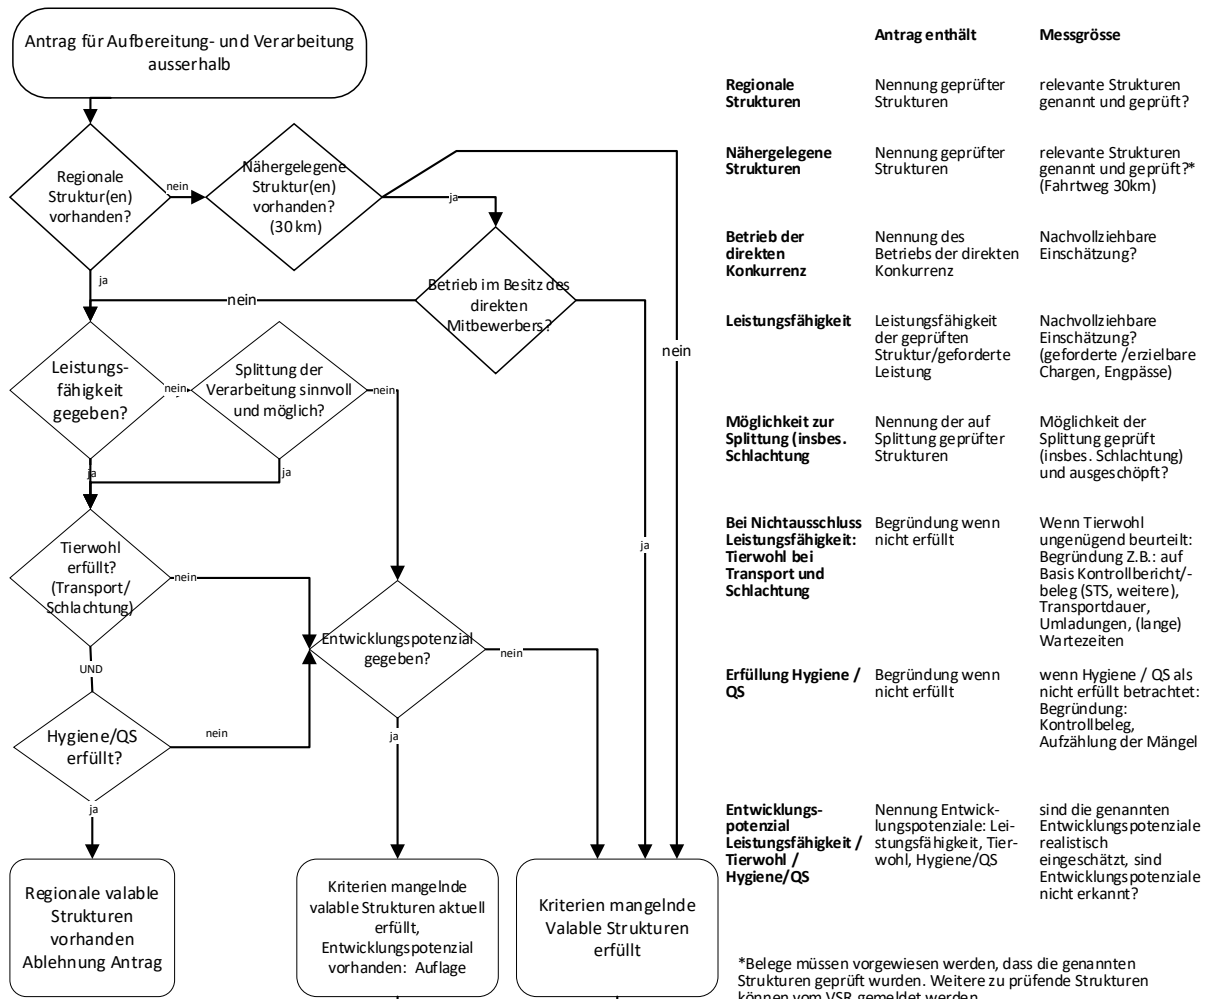 Antrag für Aufbereitung- und Verarbeitung
ausserhalb
Regionale
Struktur(en)
vorhanden?
nein
Nähergelegene
Struktur(en)
vorhanden?
(30 km)
ja
ja
Betrieb im Besitz des
direkten
Mitbewerbers?
nein
nein
Leistungs-
fähigkeit
gegeben?
nein
Splittung der
Verarbeitung sinnvoll
und möglich?
nein
ja
ja
ja
Tierwohl
erfüllt?
(Transport/
Schlachtung)
nein
UND
Entwicklungspotenzial
gegeben?
nein
Hygiene/QS
erfüllt?
nein
ja
ja
Regionale valable
Strukturen
vorhanden
Ablehnung Antrag
Kriterien mangelnde
valable Strukturen aktuell
erfüllt,
Entwicklungspotenzial
vorhanden: Auflage
Kriterien mangelnde
Valable Strukturen
erfüllt
Antrag enthält
Messgrösse
Regionale
Strukturen
Nennung geprüfter
Strukturen
relevante Strukturen
genannt und geprüft?
Nähergelegene
Strukturen
Nennung geprüfter
Strukturen
relevante Strukturen
genannt und geprüft?*
(Fahrtweg 30km)
Betrieb der
direkten
Konkurrenz
Nennung des
Betriebs der direkten
Konkurrenz
Nachvollziehbare
Einschätzung?
Leistungsfähigkeit
Leistungsfähigkeit
der geprüften
Struktur/geforderte
Leistung
Nachvollziehbare
Einschätzung?
(geforderte /erzielbare
Chargen, Engpässe)
Möglichkeit zur
Splittung (insbes.
Schlachtung
Nennung der auf
Splittung geprüfter
Strukturen
Möglichkeit der
Splittung geprüft
(insbes. Schlachtung)
und ausgeschöpft?
Bei Nichtausschluss
Leistungsfähigkeit:
Tierwohl bei
Transport und
Schlachtung
Begründung wenn
nicht erfüllt
Wenn Tierwohl
ungenügend beurteilt:
Begründung Z.B.: auf
Basis Kontrollbericht/-
beleg (STS, weitere),
Transportdauer,
Umladungen, (lange)
Wartezeiten
Erfüllung Hygiene /
QS
Begründung wenn
nicht erfüllt
wenn Hygiene / QS als
nicht erfüllt betrachtet:
Begründung:
Kontrollbeleg,
Aufzählung der Mängel
Entwicklungs-
potenzial
Leistungsfähigkeit /
Tierwohl /
Hygiene/QS
Nennung Entwick-
lungspotenziale: Lei-
stungsfähigkeit, Tier-
wohl, Hygiene/QS
sind die genannten
Entwicklungspotenziale
realistisch
eingeschätzt, sind
Entwicklungspotenziale
nicht erkannt?
*Belege müssen vorgewiesen werden, dass die genannten
Strukturen geprüft wurden. Weitere zu prüfende Strukturen
können vom VSR gemeldet werden